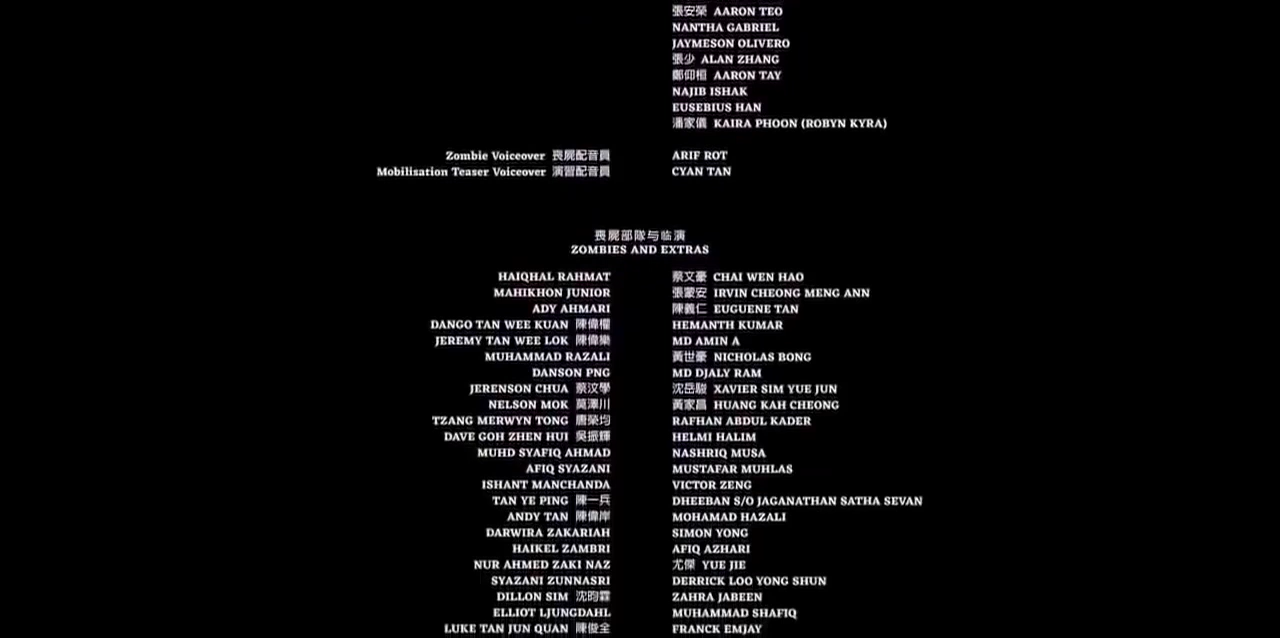 張安榮 AARON TEO
NANTHA GABRIEL
JAYMESON OLIVERO
張少 ALAN ZHANG
鄭仰桓 AARON TAY
NAJIB ISHAK
EUSEBIUS HAN
潘家儀 KAIRA PHOON (ROBYN KYRA)
Zombie Voiceover 喪屍配音員 ARIF ROT
Mobilisation Teaser Voiceover 演習配音員 CYAN TAN
喪屍部隊与临演
ZOMBIES AND EXTRAS
HAIQHAL RAHMAT 蔡文豪 CHAI WEN HAO
MAHIKHON JUNIOR 張蒙安 IRVIN CHEONG MENG ANN
ADY AHMARI 陳義仁 EUGUENE TAN
DANGO TAN WEE KUAN 陳偉權 HEMANTH KUMAR
JEREMY TAN WEE LOK 陳偉樂 MD AMIN A
MUHAMMAD RAZALI 黃世豪 NICHOLAS BONG
DANSON PNG MD DJALY RAM
JERENSON CHUA 蔡汶學 沈岳駿 XAVIER SIM YUE JUN
NELSON MOK 莫澤川 黃家昌 HUANG KAH CHEONG
TZANG MERWYN TONG 唐榮均 RAFHAN ABDUL KADER
DAVE GOH ZHEN HUI 吳振輝 HELMI HALIM
MUHD SYAFIQ AHMAD NASHRIQ MUSA
AFIQ SYAZANI MUSTAFAR MUHLAS
ISHANT MANCHANDA VICTOR ZENG
TAN YE PING 陳一兵 DHEEBAN S/O JAGANATHAN SATHA SEVAN
ANDY TAN 陳偉岸 MOHAMAD HAZALI
DARWIRA ZAKARIAH SIMON YONG
HAIKEL ZAMBRI AFIQ AZHARI
NUR AHMED ZAKI NAZ 尤傑 YUE JIE
SYAZANI ZUNNASRI DERRICK LOO YONG SHUN
DILLON SIM 沈昀霖 ZAHRA JABEEN
ELLIOT LJUNGDAHL MUHAMMAD SHAFIQ
LUKE TAN JUN QUAN 陳俊全 FRANCK EMJAY